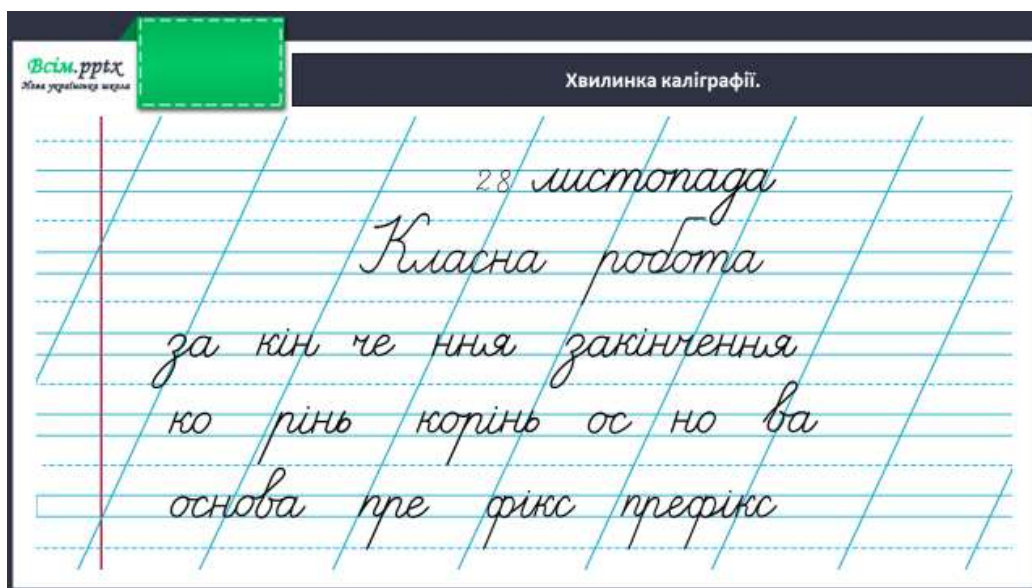 Всім.pptx
Нова українська школа
Хвилинка каліграфії.
28 листопада
Класна робота
за кін че ння закінчення
ко рінь корінь ос но ва
основа пре фікс префікс